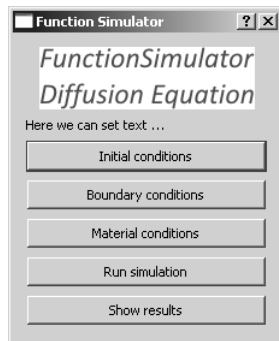 Function Simulator
FunctionSimulator
Diffusion Equation
Here we can set text ...
Initial conditions
Boundary conditions
Material conditions
Run simulation
Show results